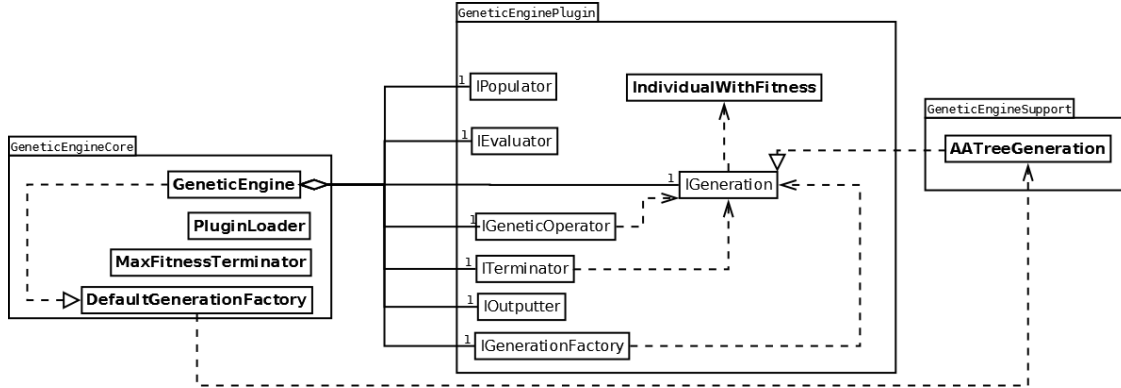 GeneticEnginePlugin
1 IPopulator
IndividualWithFitness
GeneticEngineSupport
1 IEvaluator
AATreeGeneration
GeneticEngineCore
GeneticEngine
1 IGeneration
PluginLoader
1 IGeneticOperator
MaxFitnessTerminator
1 ITerminator
DefaultGenerationFactory
1 IOutputter
1 IGenerationFactory